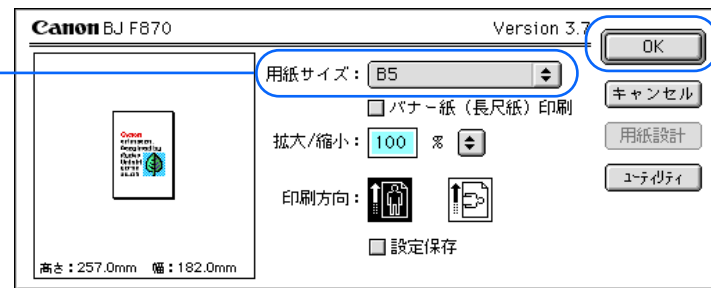 Canon BJ F870
Version 3.7
OK
用紙サイズ：
B5
キャンセル
バナー紙（長尺紙）印刷
拡大/縮小：
100
%
用紙設計
印刷方向：
ユーティリティ
設定保存
Canon
高さ：257.0mm 幅：182.0mm